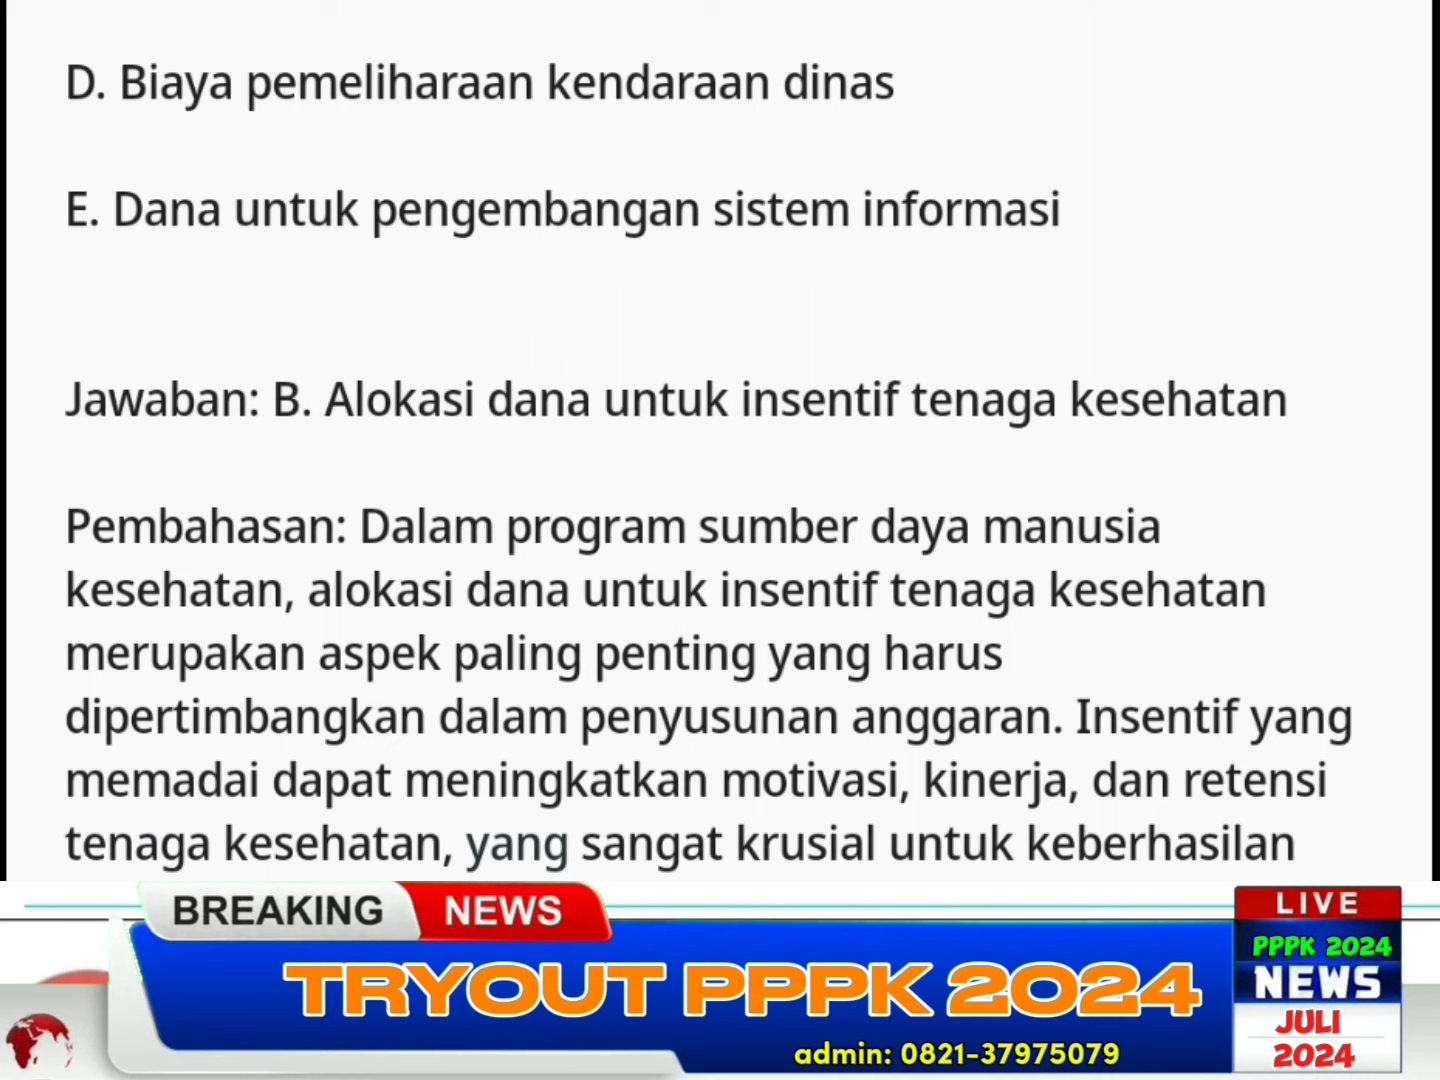 D. Biaya pemeliharaan kendaraan dinas
E. Dana untuk pengembangan sistem informasi
Jawaban: B. Alokasi dana untuk insentif tenaga kesehatan
Pembahasan: Dalam program sumber daya manusia
kesehatan, alokasi dana untuk insentif tenaga kesehatan
merupakan aspek paling penting yang harus
dipertimbangkan dalam penyusunan anggaran. Insentif yang
memadai dapat meningkatkan motivasi, kinerja, dan retensi
tenaga kesehatan, yang sangat krusial untuk keberhasilan
BREAKING NEWS
TRYOUT PPPK 2024
admin: 0821-37975079
LIVE
PPPK 2024
NEWS
JULI
2024